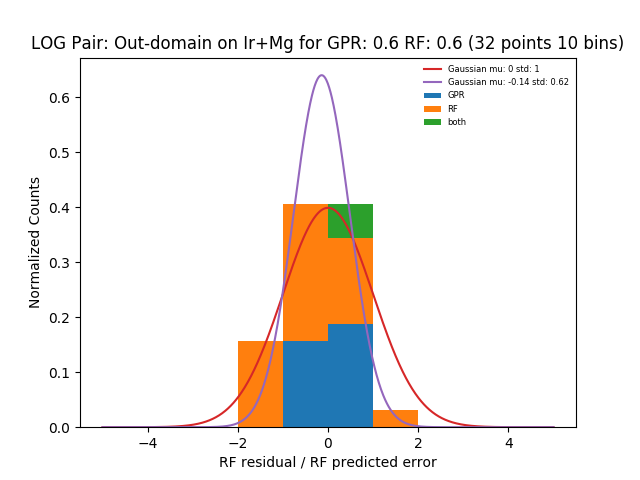 LOG Pair: Out-domain on Ir+Mg for GPR: 0.6 RF: 0.6 (32 points 10 bins)
Gaussian mu: 0 std: 1
Gaussian mu: -0.14 std: 0.62
GPR
RF
both
Normalized Counts
0.6
0.5
0.4
0.3
0.2
0.1
0.0
−4 −2 0 2 4
RF residual / RF predicted error